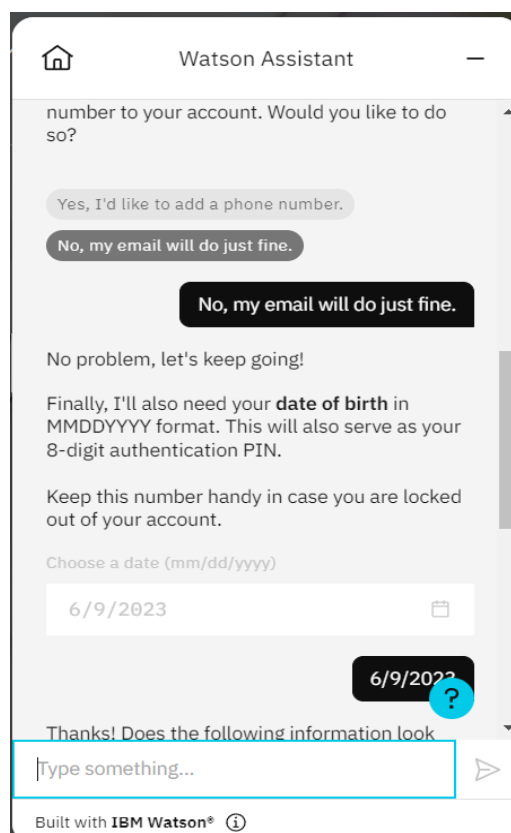 Watson Assistant
number to your account. Would you like to do
so?
Yes, I'd like to add a phone number.
No, my email will do just fine.
No, my email will do just fine.
No problem, let's keep going!
Finally, I'll also need your date of birth in
MMDDYYYY format. This will also serve as your
8-digit authentication PIN.
Keep this number handy in case you are locked
out of your account.
Choose a date (mm/dd/yyyy)
6/9/2023
6/9/2023
?
Thanks! Does the following information look
Type something...
Built with IBM Watson®